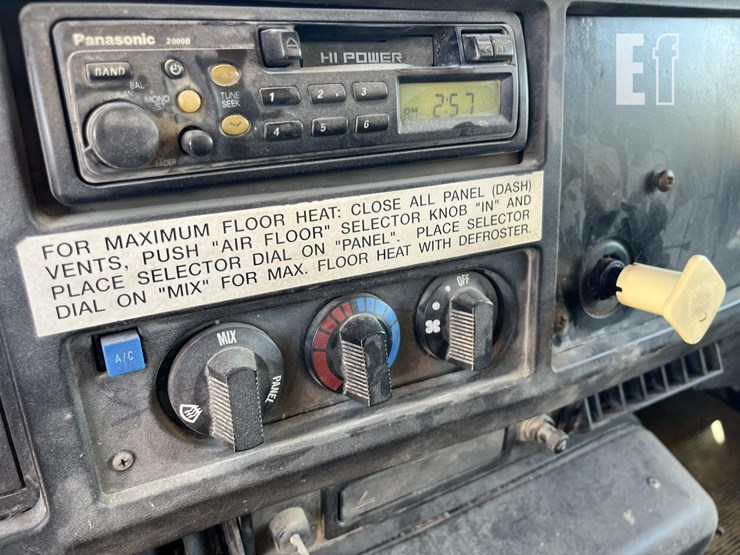 Ef
Panasonic 2000B
HI POWER
BAND
BAL
MONO
ST
FADER
TUNE
SEEK
1 2 3
4 5 6
PM 2:57
FOR MAXIMUM FLOOR HEAT: CLOSE ALL PANEL (DASH)
VENTS, PUSH "AIR FLOOR" SELECTOR KNOB "IN" AND
PLACE SELECTOR DIAL ON "PANEL". PLACE SELECTOR
DIAL ON "MIX" FOR MAX. FLOOR HEAT WITH DEFROSTER.
A/C
MIX
PANEL
OFF